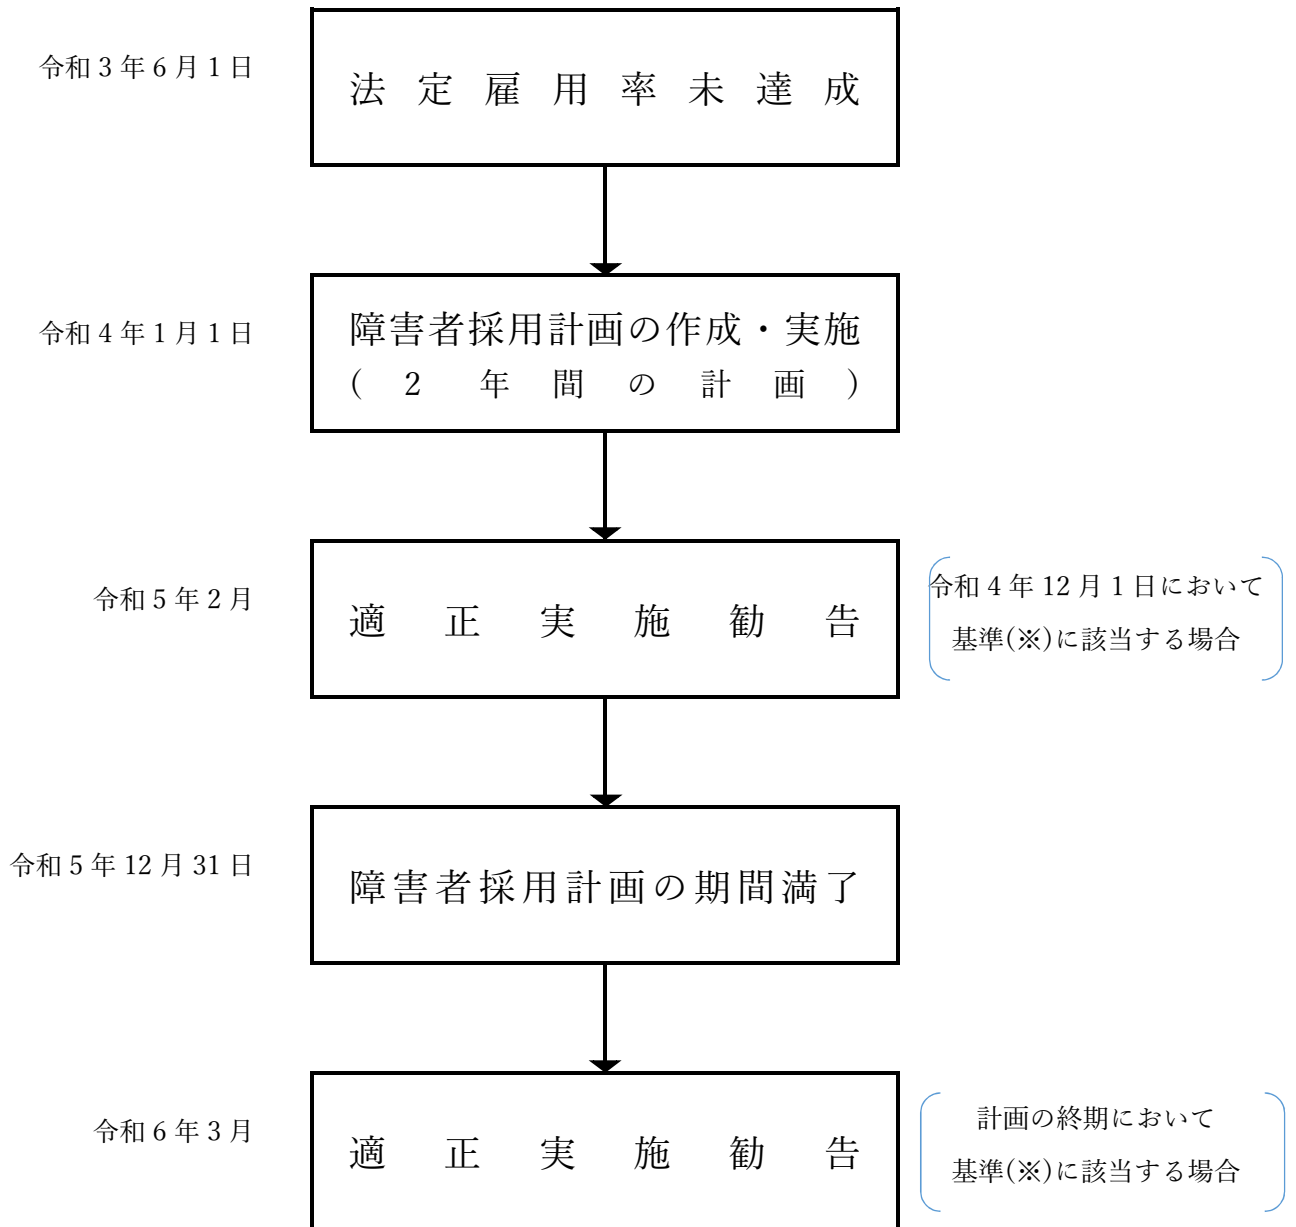 令和3年6月1日
法定雇用率未達成
令和4年1月1日
障害者採用計画の作成・実施
(2年間の計画)
令和5年2月
適正実施勧告
令和4年12月1日において
基準(※)に該当する場合
令和5年12月31日
障害者採用計画の期間満了
令和6年3月
適正実施勧告
計画の終期において
基準(※)に該当する場合